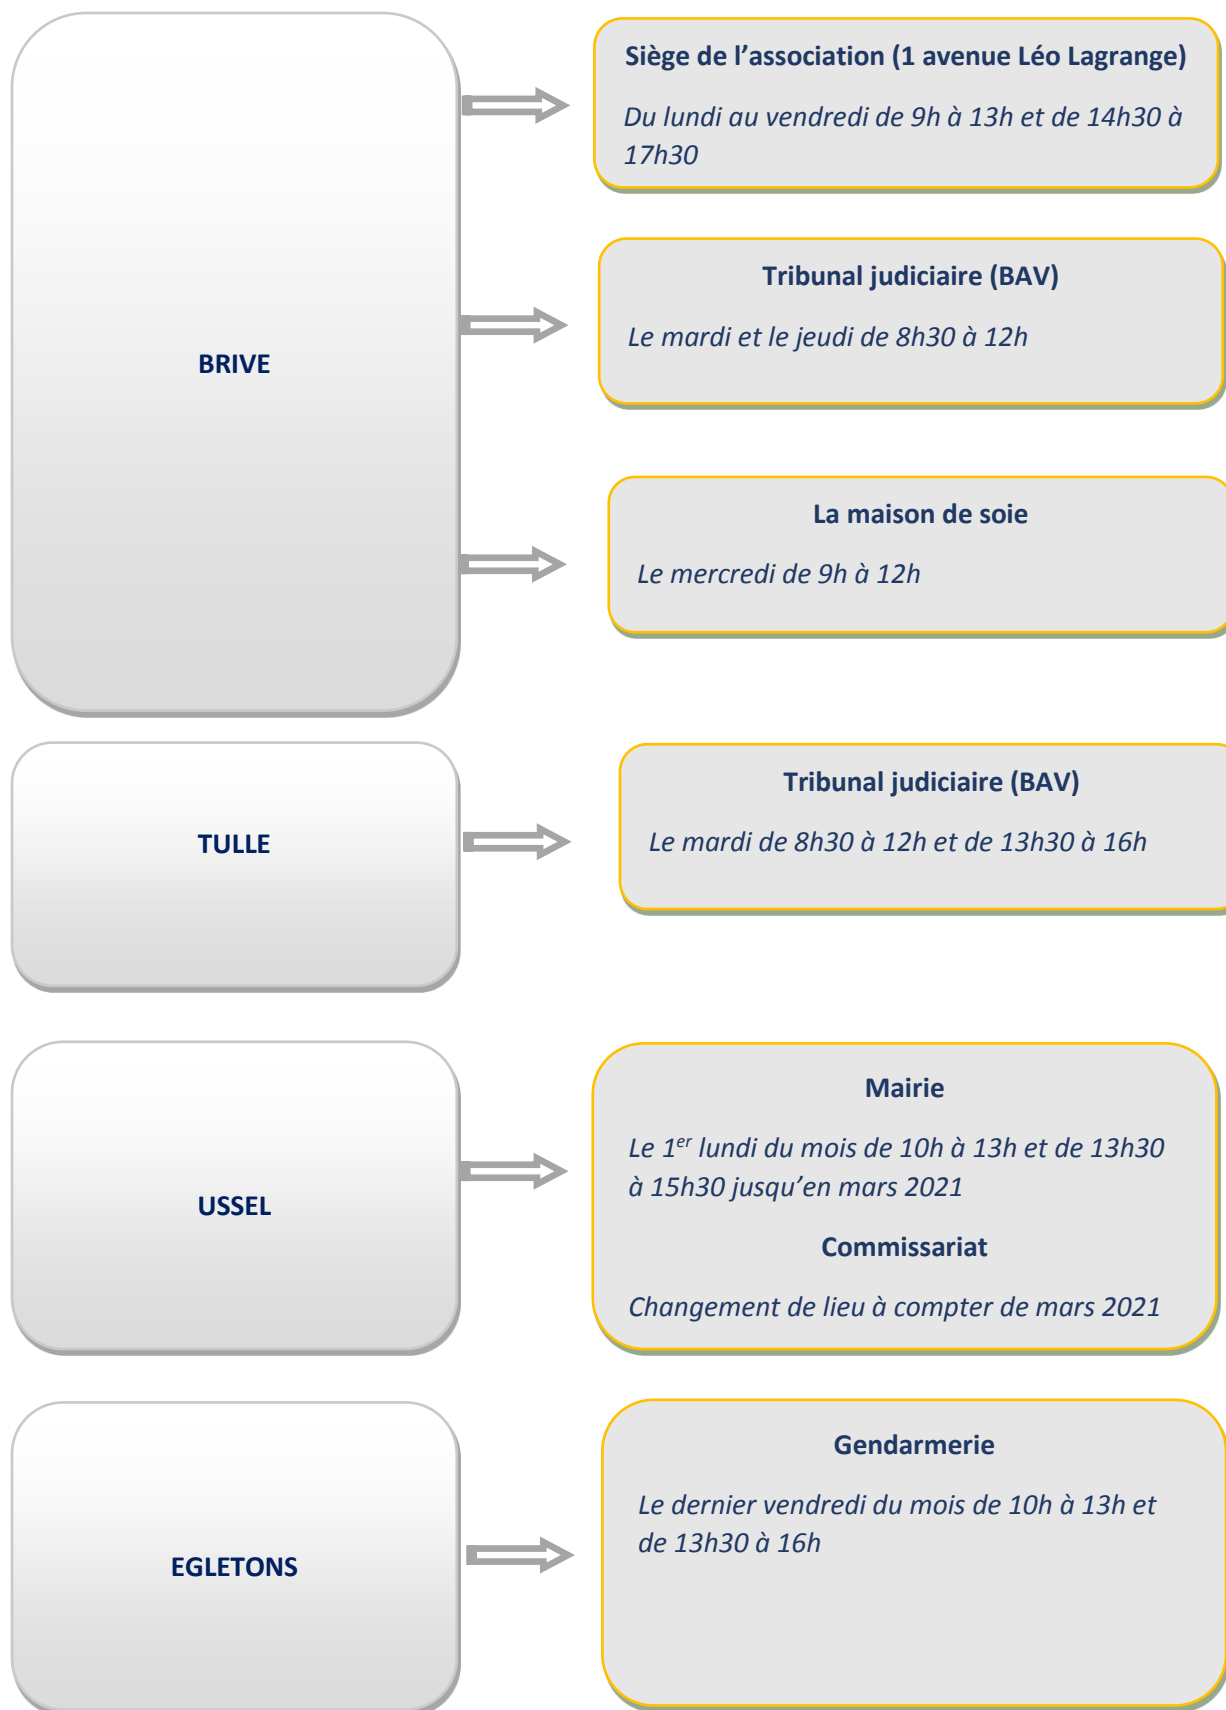 BRIVE
Siège de l’association (1 avenue Léo Lagrange)
Du lundi au vendredi de 9h à 13h et de 14h30 à
17h30
Tribunal judiciaire (BAV)
Le mardi et le jeudi de 8h30 à 12h
La maison de soie
Le mercredi de 9h à 12h
TULLE
Tribunal judiciaire (BAV)
Le mardi de 8h30 à 12h et de 13h30 à 16h
USSEL
Mairie
Le 1er lundi du mois de 10h à 13h et de 13h30
à 15h30 jusqu’en mars 2021
Commissariat
Changement de lieu à compter de mars 2021
EGLETONS
Gendarmerie
Le dernier vendredi du mois de 10h à 13h et
de 13h30 à 16h